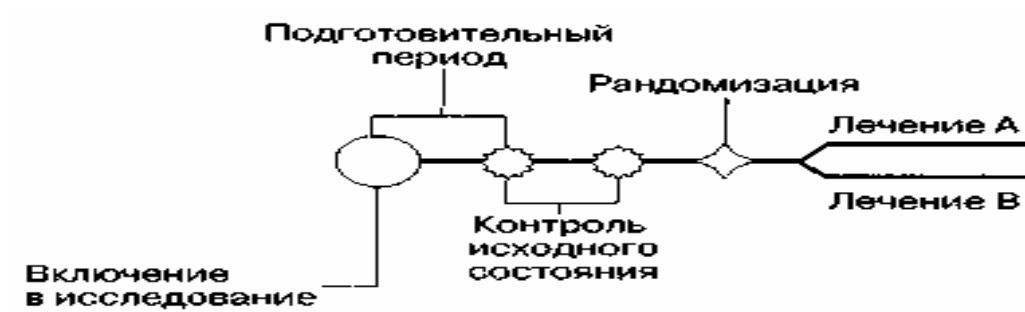 Подготовительный
период
Рандомизация
Лечение А
Лечение В
Контроль
исходного
состояния
Включение
в исследование